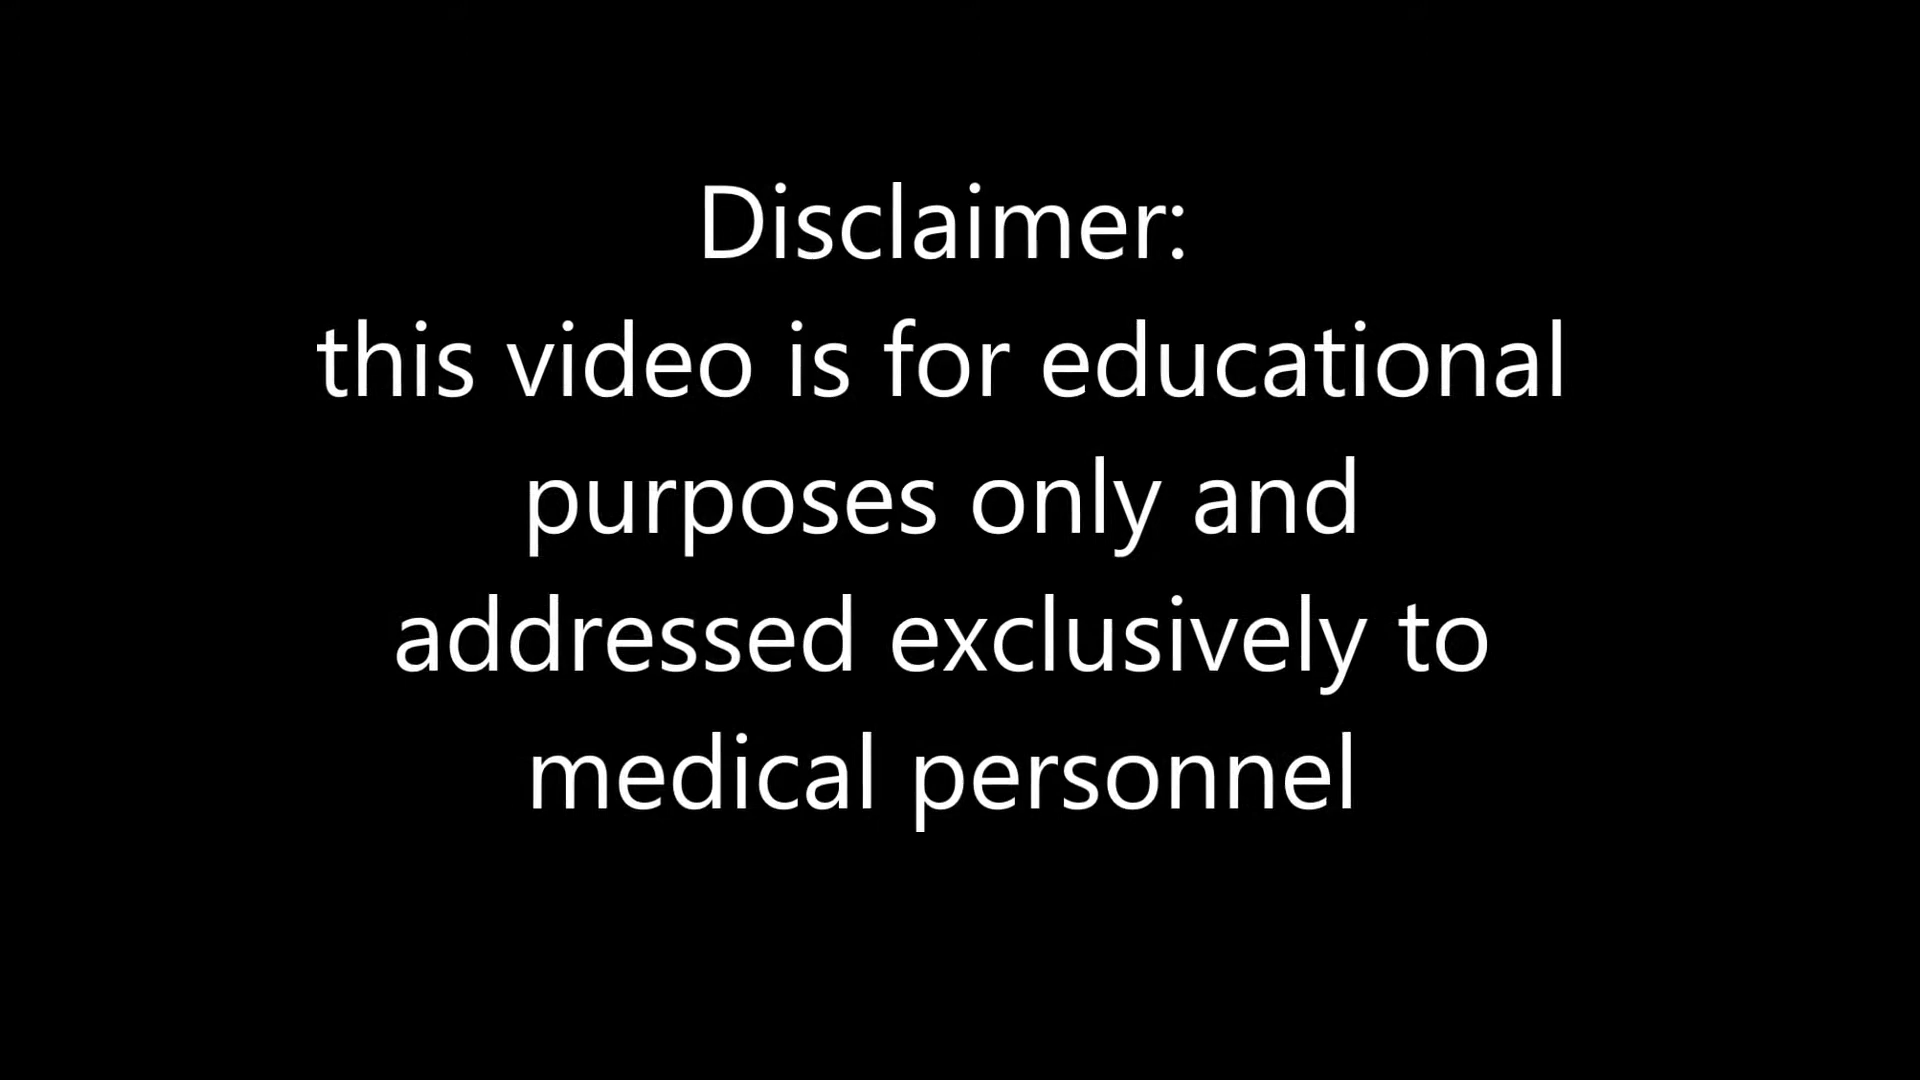 Disclaimer:
this video is for educational
purposes only and
addressed exclusively to
medical personnel